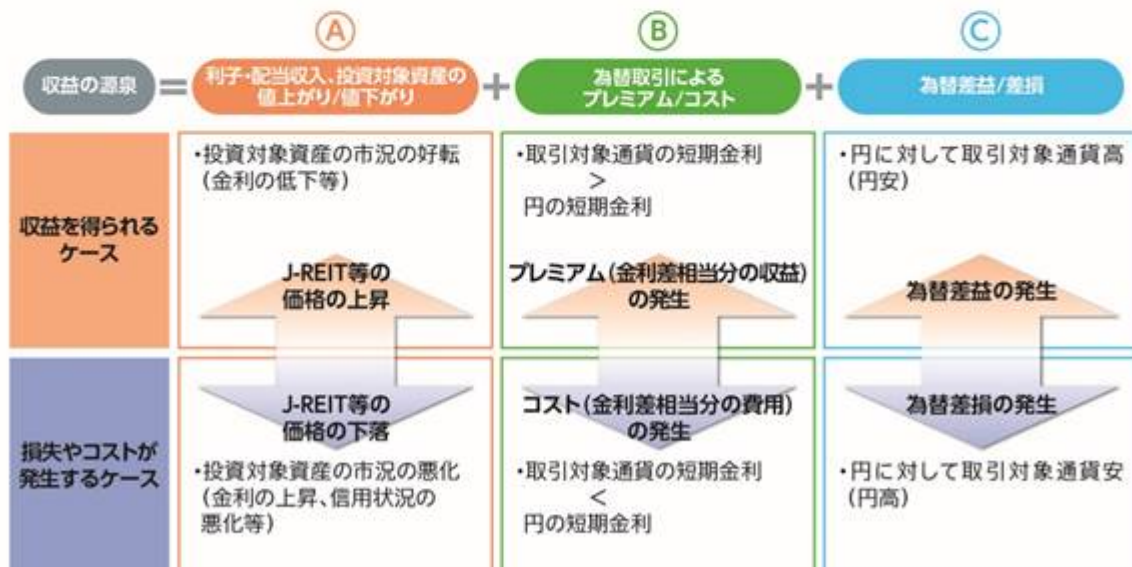 Ⓐ
Ⓑ
Ⓒ
収益の源泉
=
利子・配当収入、投資対象資産の
値上がり/値下がり
+
為替取引による
プレミアム/コスト
+
為替差益/差損
収益を得られる
ケース
・投資対象資産の市況の好転
(金利の低下等)
J-REIT等の
価格の上昇
・取引対象通貨の短期金利
>
円の短期金利
プレミアム(金利差相当分の収益)
の発生
・円に対して取引対象通貨高
(円安)
為替差益の発生
損失やコストが
発生するケース
J-REIT等の
価格の下落
・投資対象資産の市況の悪化
(金利の上昇、信用状況の
悪化等)
コスト(金利差相当分の費用)
の発生
・取引対象通貨の短期金利
<
円の短期金利
為替差損の発生
・円に対して取引対象通貨安
(円高)